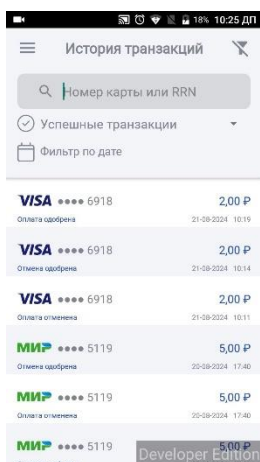 18% 10:25 ДП
История транзакций
Номер карты или RRN
Успешные транзакции
Фильтр по дате
VISA •••• 6918 2,00 ₽
Оплата одобрена 21-08-2024 10:19
VISA •••• 6918 2,00 ₽
Отмена одобрена 21-08-2024 10:14
VISA •••• 6918 2,00 ₽
Оплата отменена 21-08-2024 10:11
МИР •••• 5119 5,00 ₽
Отмена одобрена 20-08-2024 17:40
МИР •••• 5119 5,00 ₽
Оплата отменена 20-08-2024 17:40
МИР •••• 5119 5,00 ₽
Developer Edition